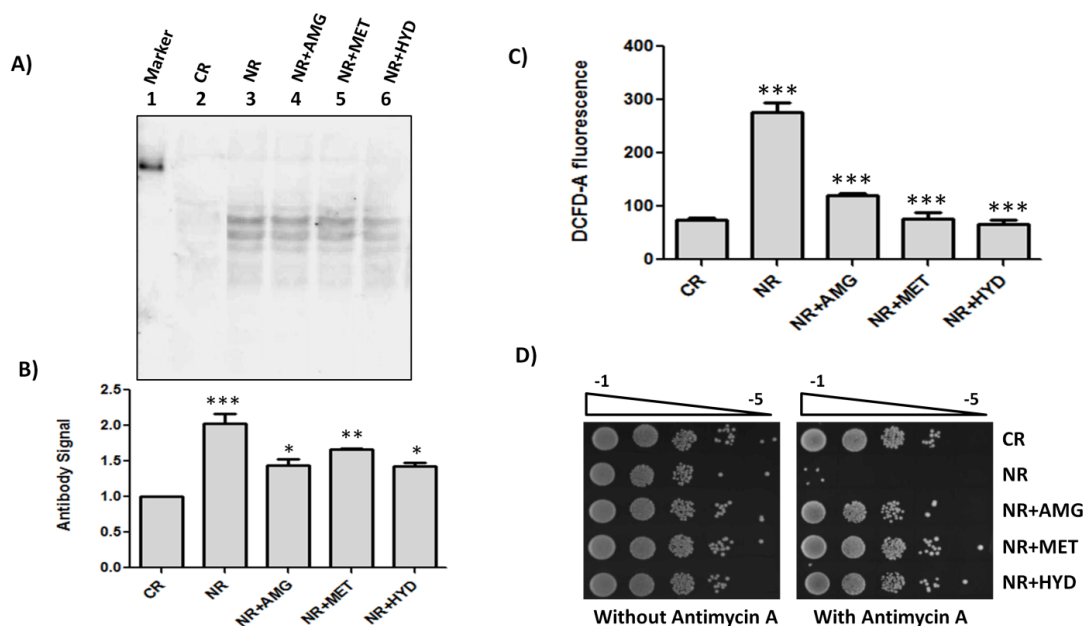 A)
Marker
CR
NR
NR+AMG
NR+MET
NR+HYD
1 2 3 4 5 6
B)
Antibody Signal
2.5
2.0
1.5
1.0
0.5
0.0
***
*
**
*
CR
NR
NR+AMG
NR+MET
NR+HYD
C)
DCFD-A fluorescence
400
300
200
100
0
***
***
***
***
CR
NR
NR+AMG
NR+MET
NR+HYD
D)
-1 -5 -1 -5
CR
NR
NR+AMG
NR+MET
NR+HYD
Without Antimycin A With Antimycin A